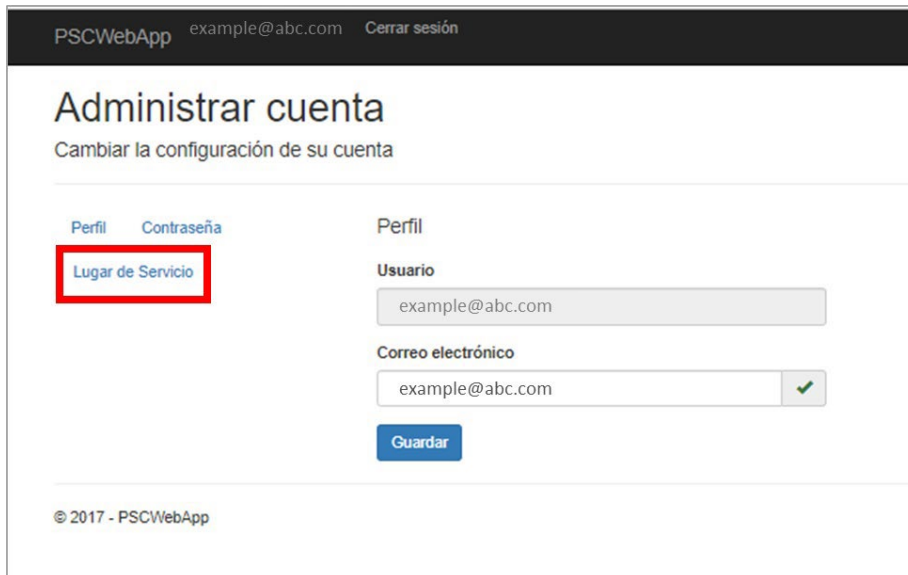 PSCWebApp example@abc.com Cerrar sesión
Administrar cuenta
Cambiar la configuración de su cuenta
Perfil Contraseña
Lugar de Servicio
Perfil
Usuario
example@abc.com
Correo electrónico
example@abc.com
Guardar
© 2017 - PSCWebApp